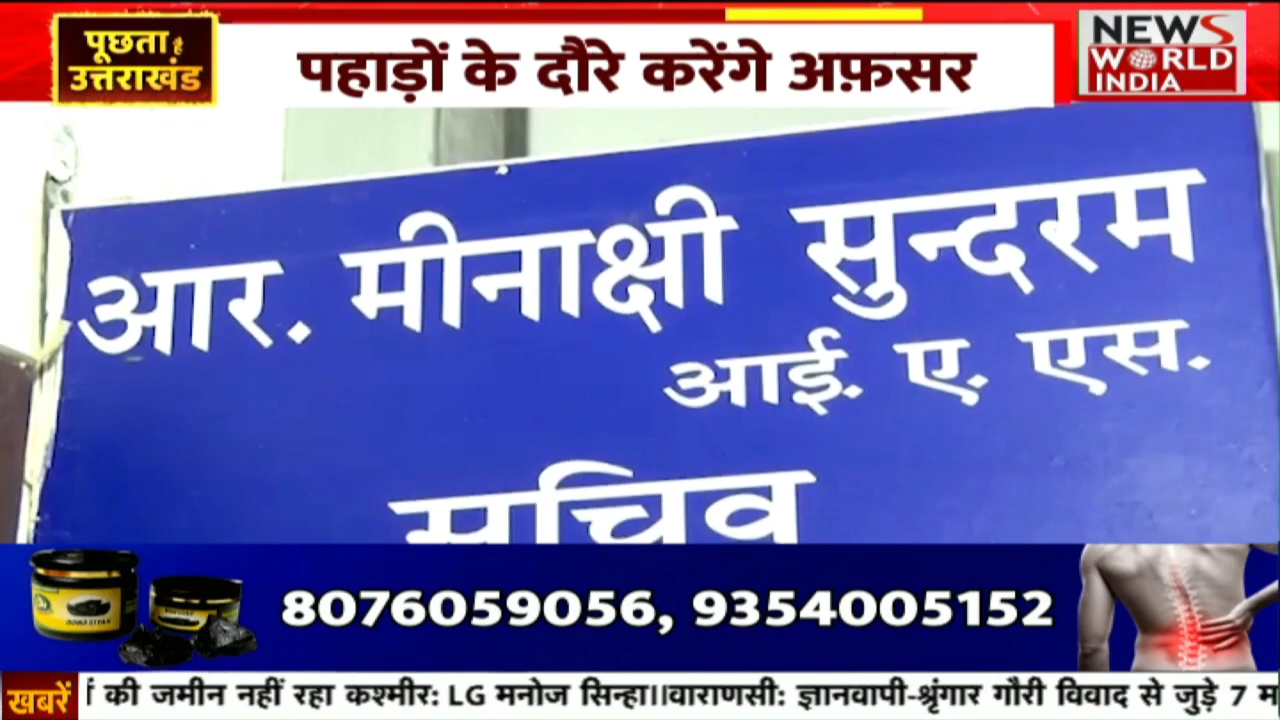 पूछता है
उत्तराखंड
पहाड़ों के दौरे करेंगे अफ़सर
NEWS
WORLD
INDIA
आर. मीनाक्षी सुन्दरम
आई. ए. एस.
सचिव
8076059056, 9354005152
खबरें
की जमीन नहीं रहा कश्मीर: LG मनोज सिन्हा||वाराणसी: ज्ञानवापी-श्रृंगार गौरी विवाद से जुड़े 7